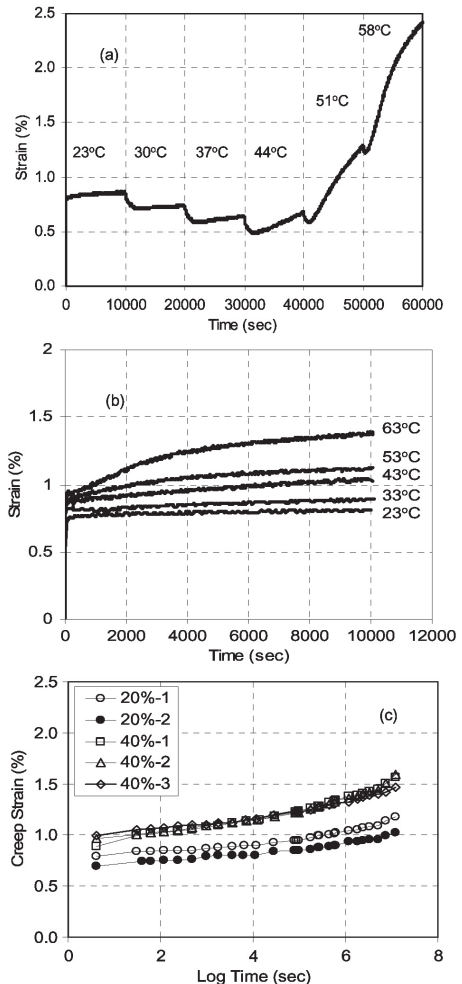 (a)
58°C
51°C
23°C 30°C 37°C 44°C
Strain (%)
2.5
2.0
1.5
1.0
0.5
0.0
0 10000 20000 30000 40000 50000 60000
Time (sec)
(b)
63°C
53°C
43°C
33°C
23°C
Strain (%)
2
1.5
1
0.5
0
0 2000 4000 6000 8000 10000 12000
Time (sec)
(c)
20%-1
20%-2
40%-1
40%-2
40%-3
Creep Strain (%)
2.5
2.0
1.5
1.0
0.5
0.0
0 2 4 6 8
Log Time (sec)